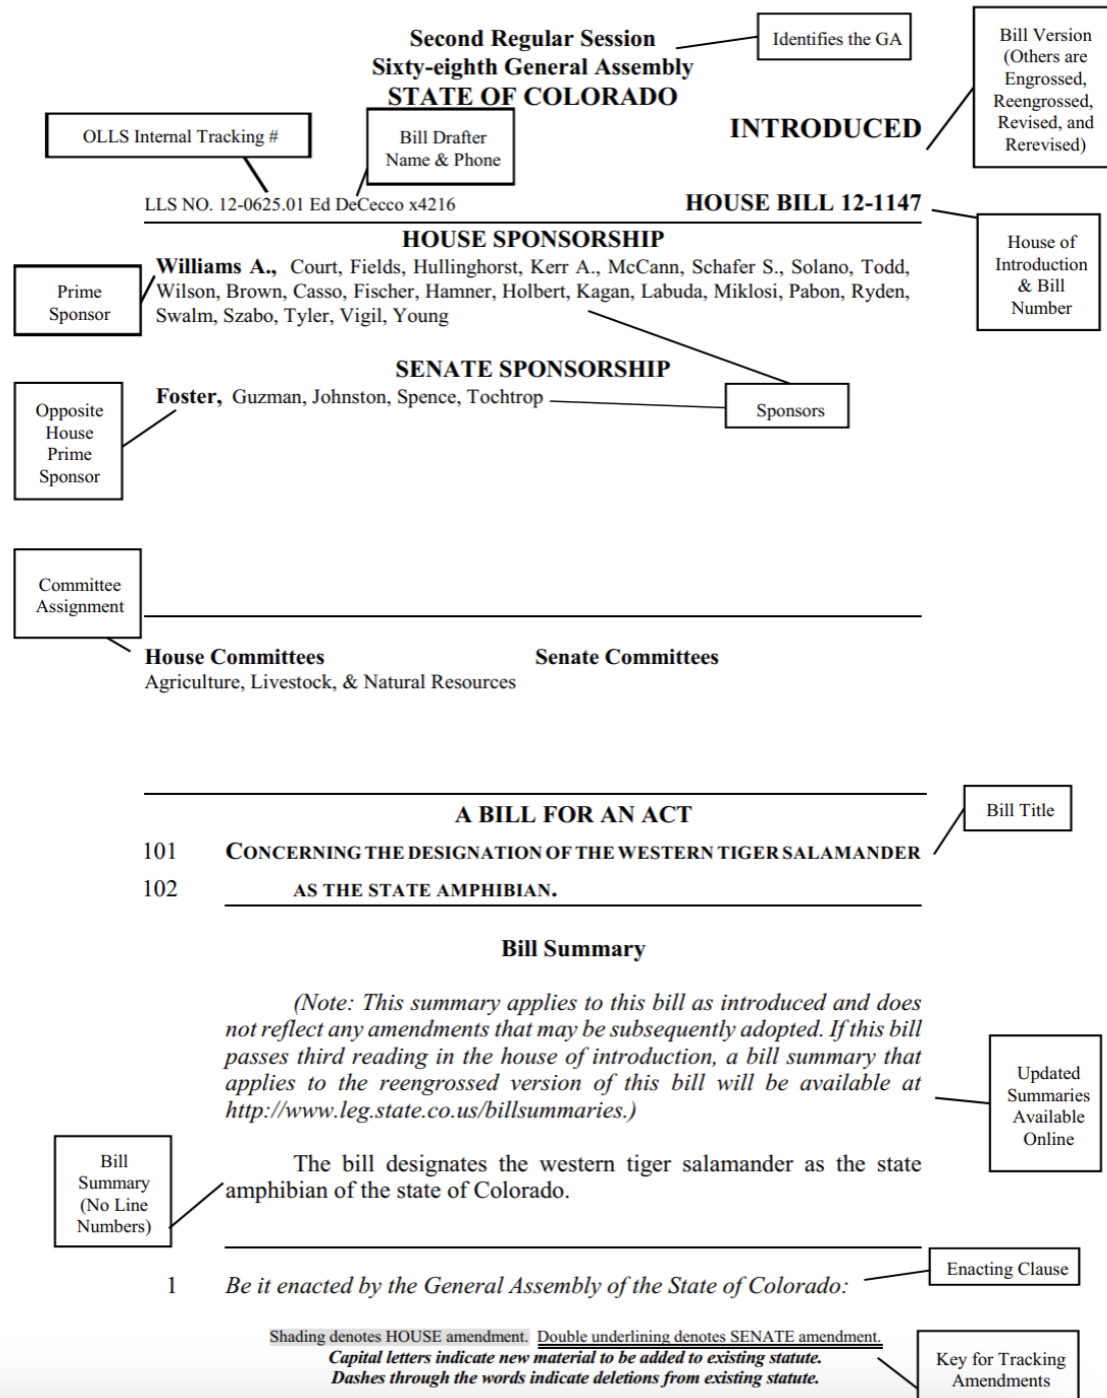 Second Regular Session
Sixty-eighth General Assembly
STATE OF COLORADO
Identifies the GA
Bill Version
(Others are
Engrossed,
Reengrossed,
Revised, and
Rerevised)
INTRODUCED
OLLS Internal Tracking #
Bill Drafter
Name & Phone
LLS NO. 12-0625.01 Ed DeCecco x4216
HOUSE BILL 12-1147
House of
Introduction
& Bill
Number
HOUSE SPONSORSHIP
Prime
Sponsor
Williams A., Court, Fields, Hullinghorst, Kerr A., McCann, Schafer S., Solano, Todd,
Wilson, Brown, Casso, Fischer, Hamner, Holbert, Kagan, Labuda, Miklosi, Pabon, Ryden,
Swalm, Szabo, Tyler, Vigil, Young
SENATE SPONSORSHIP
Foster, Guzman, Johnston, Spence, Tochtrop
Sponsors
Opposite
House
Prime
Sponsor
Committee
Assignment
House Committees
Senate Committees
Agriculture, Livestock, & Natural Resources
A BILL FOR AN ACT
Bill Title
101 CONCERNING THE DESIGNATION OF THE WESTERN TIGER SALAMANDER
102 AS THE STATE AMPHIBIAN.
Bill Summary
(Note: This summary applies to this bill as introduced and does
not reflect any amendments that may be subsequently adopted. If this bill
passes third reading in the house of introduction, a bill summary that
applies to the reengrossed version of this bill will be available at
http://www.leg.state.co.us/billsummaries.)
Updated
Summaries
Available
Online
Bill
Summary
(No Line
Numbers)
The bill designates the western tiger salamander as the state
amphibian of the state of Colorado.
1 Be it enacted by the General Assembly of the State of Colorado:
Enacting Clause
Shading denotes HOUSE amendment. Double underlining denotes SENATE amendment.
Capital letters indicate new material to be added to existing statute.
Dashes through the words indicate deletions from existing statute.
Key for Tracking
Amendments